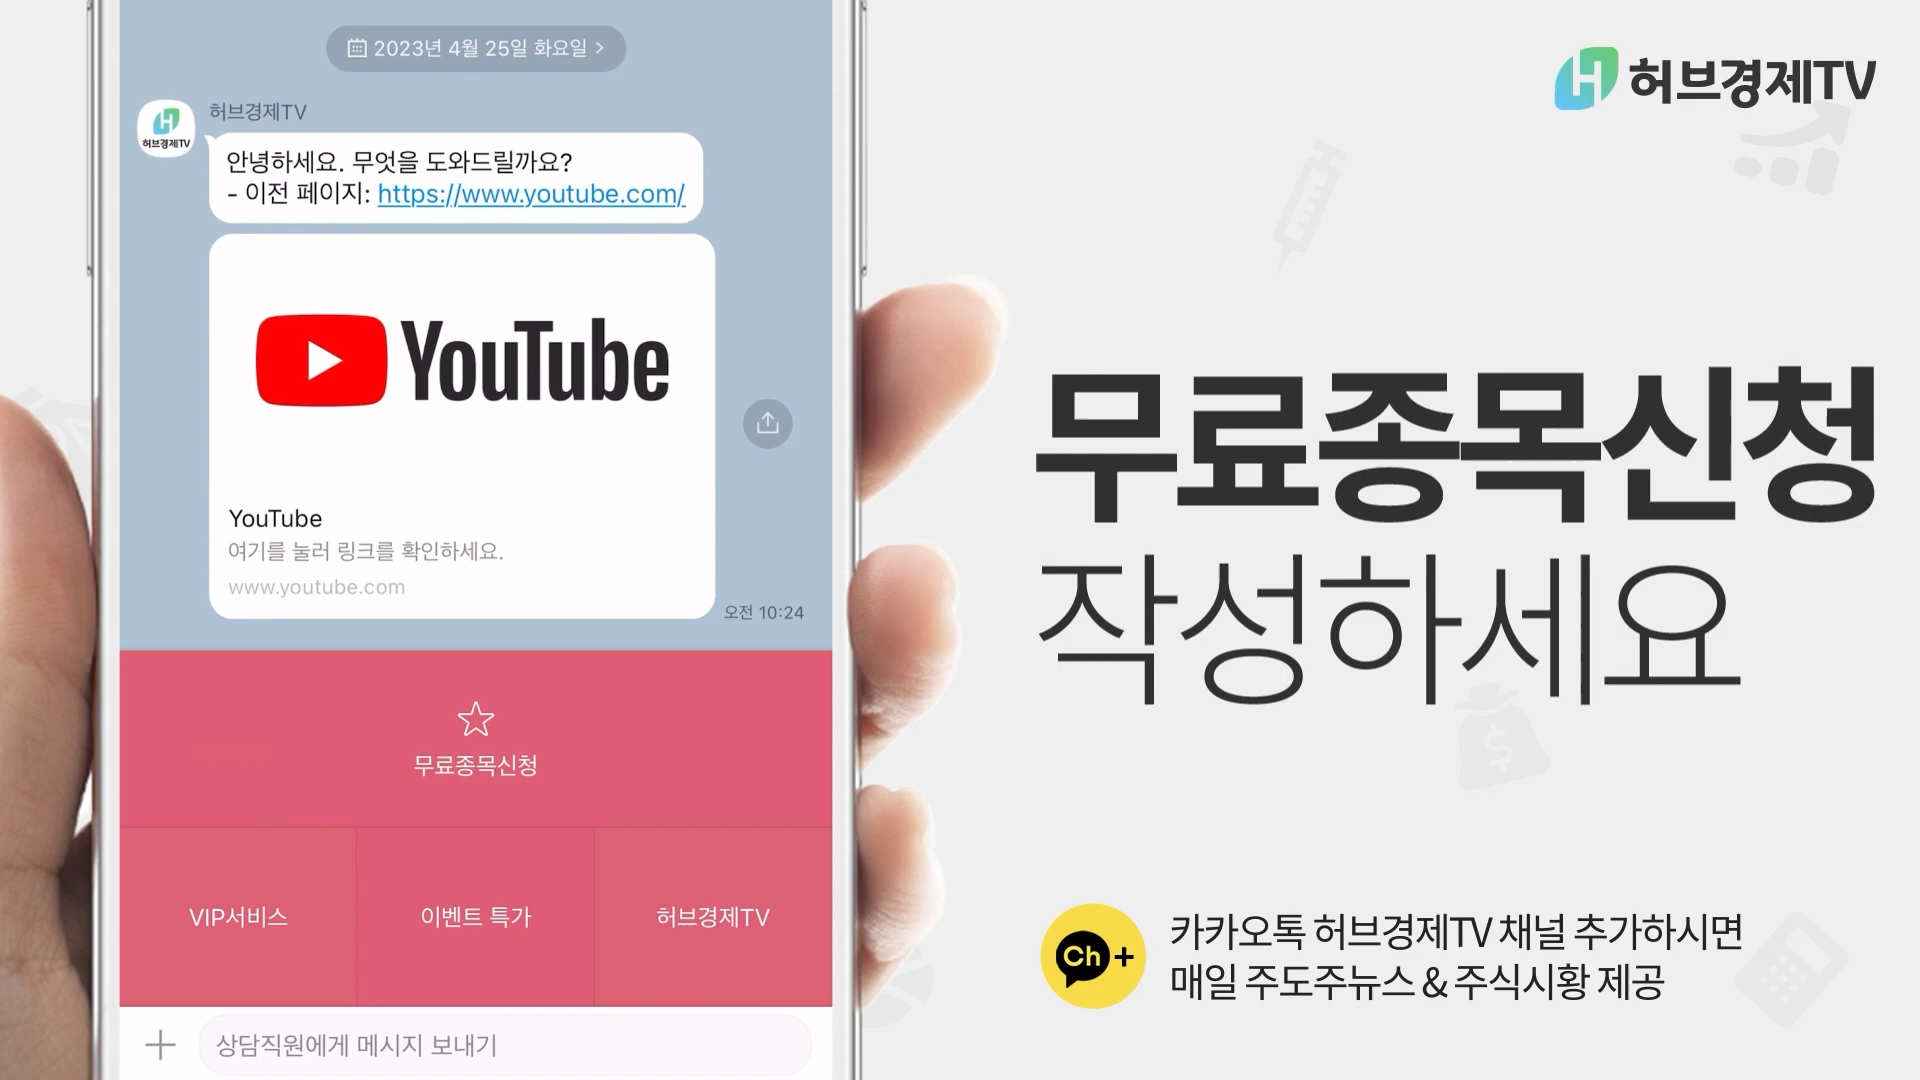 2023년 4월 25일 화요일 >
허브경제TV
허브경제TV
안녕하세요. 무엇을 도와드릴까요?
- 이전 페이지: https://www.youtube.com/
YouTube
YouTube
여기를 눌러 링크를 확인하세요.
www.youtube.com
오전 10:24
무료종목신청
VIP서비스
이벤트 특가
허브경제TV
상담직원에게 메시지 보내기
허브경제TV
무료종목신청
작성하세요
Ch+
카카오톡 허브경제TV 채널 추가하시면
매일 주도주뉴스 & 주식시황 제공